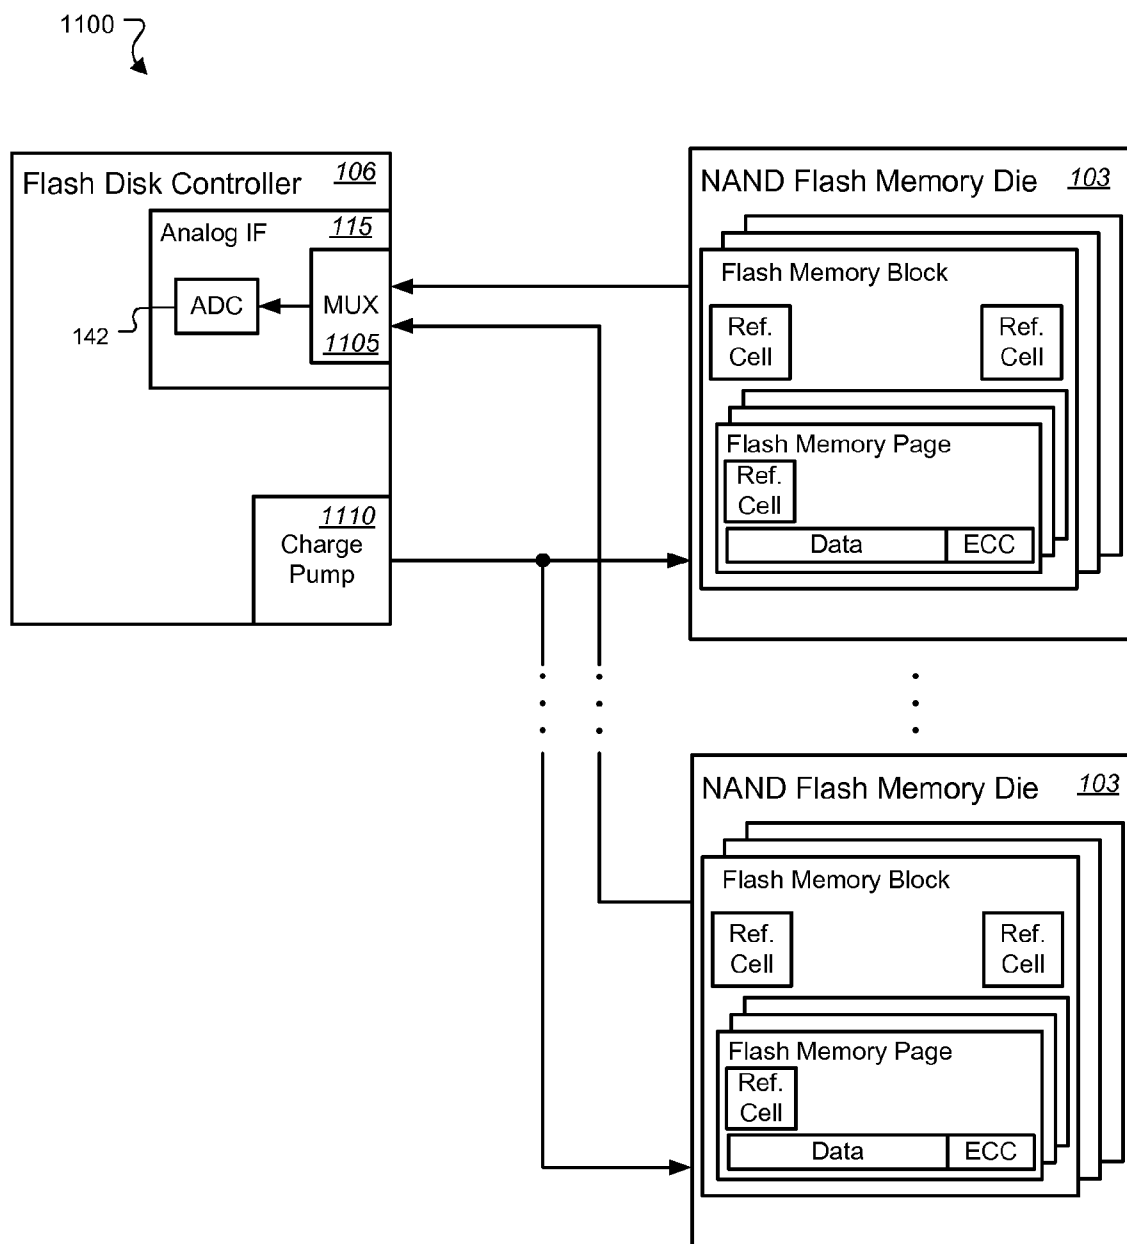 1100
Flash Disk Controller 106
Analog IF 115
ADC
MUX
1105
142
1110
Charge
Pump
NAND Flash Memory Die 103
Flash Memory Block
Ref. Cell
Ref. Cell
Flash Memory Page
Ref. Cell
Data ECC
NAND Flash Memory Die 103
Flash Memory Block
Ref. Cell
Ref. Cell
Flash Memory Page
Ref. Cell
Data ECC